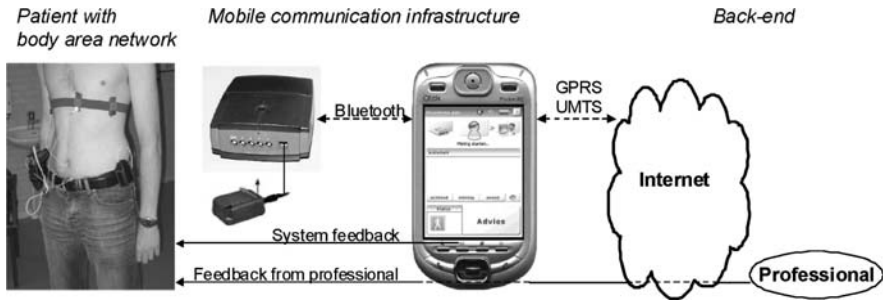 Patient with
body area network
Mobile communication infrastructure
Back-end
Bluetooth
GPRS
UMTS
Internet
Advice
System feedback
Feedback from professional
Professional